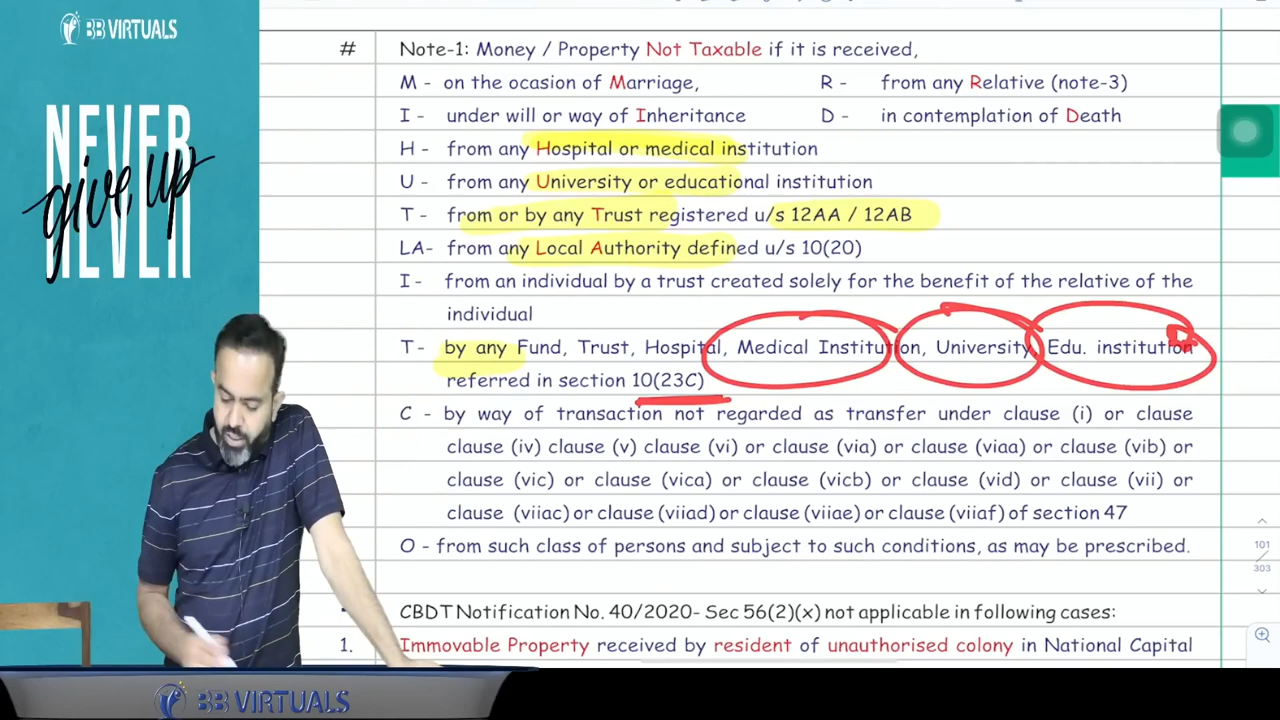 BB VIRTUALS
NEVER
give up
NEVER
# Note-1: Money / Property Not Taxable if it is received,
M - on the ocasion of Marriage, R - from any Relative (note-3)
I - under will or way of Inheritance D - in contemplation of Death
H - from any Hospital or medical institution
U - from any University or educational institution
T - from or by any Trust registered u/s 12AA / 12AB
LA- from any Local Authority defined u/s 10(20)
I - from an individual by a trust created solely for the benefit of the relative of the
individual
T - by any Fund, Trust, Hospital, Medical Institution, University, Edu. institution
referred in section 10(23C)
C - by way of transaction not regarded as transfer under clause (i) or clause
clause (iv) clause (v) clause (vi) or clause (via) or clause (viaa) or clause (vib) or
clause (vic) or clause (vica) or clause (vicb) or clause (vid) or clause (vii) or
clause (viiac) or clause (viiad) or clause (viiae) or clause (viiaf) of section 47
O - from such class of persons and subject to such conditions, as may be prescribed.
101
303
CBDT Notification No. 40/2020- Sec 56(2)(x) not applicable in following cases:
1. Immovable Property received by resident of unauthorised colony in National Capital
BB VIRTUALS